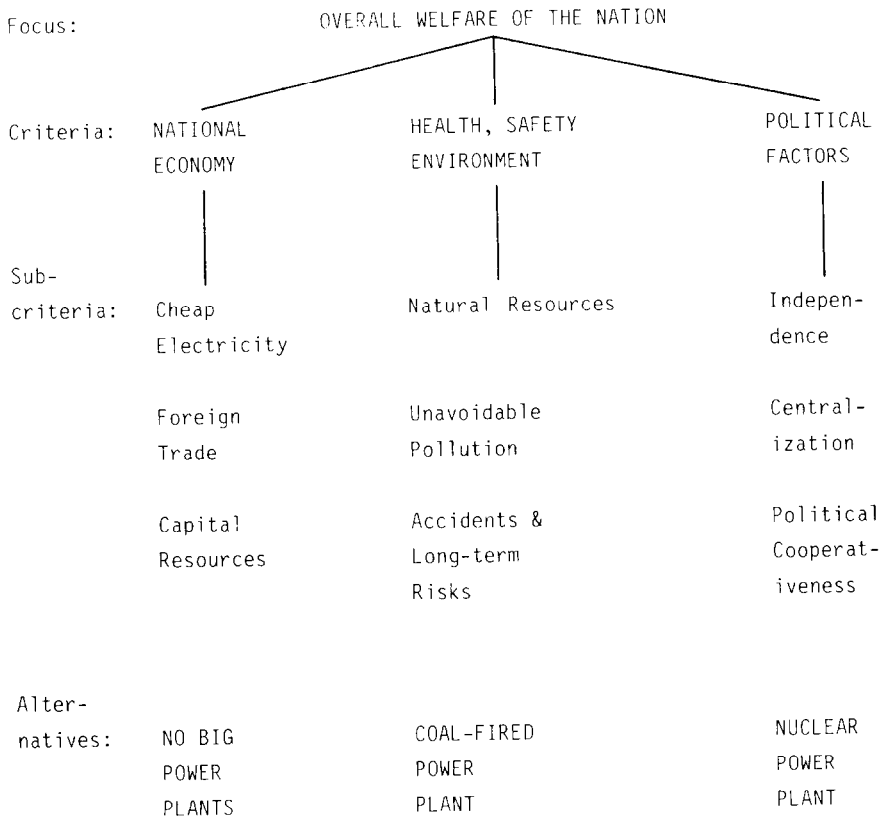 Focus: OVERALL WELFARE OF THE NATION
Criteria: NATIONAL ECONOMY
HEALTH, SAFETY ENVIRONMENT
POLITICAL FACTORS
Sub-
criteria: Cheap
Electricity
Natural Resources
Indepen-
dence
Foreign
Trade
Unavoidable
Pollution
Central-
ization
Capital
Resources
Accidents &
Long-term
Risks
Political
Cooperat-
iveness
Alter-
natives: NO BIG
POWER
PLANTS
COAL-FIRED
POWER
PLANT
NUCLEAR
POWER
PLANT